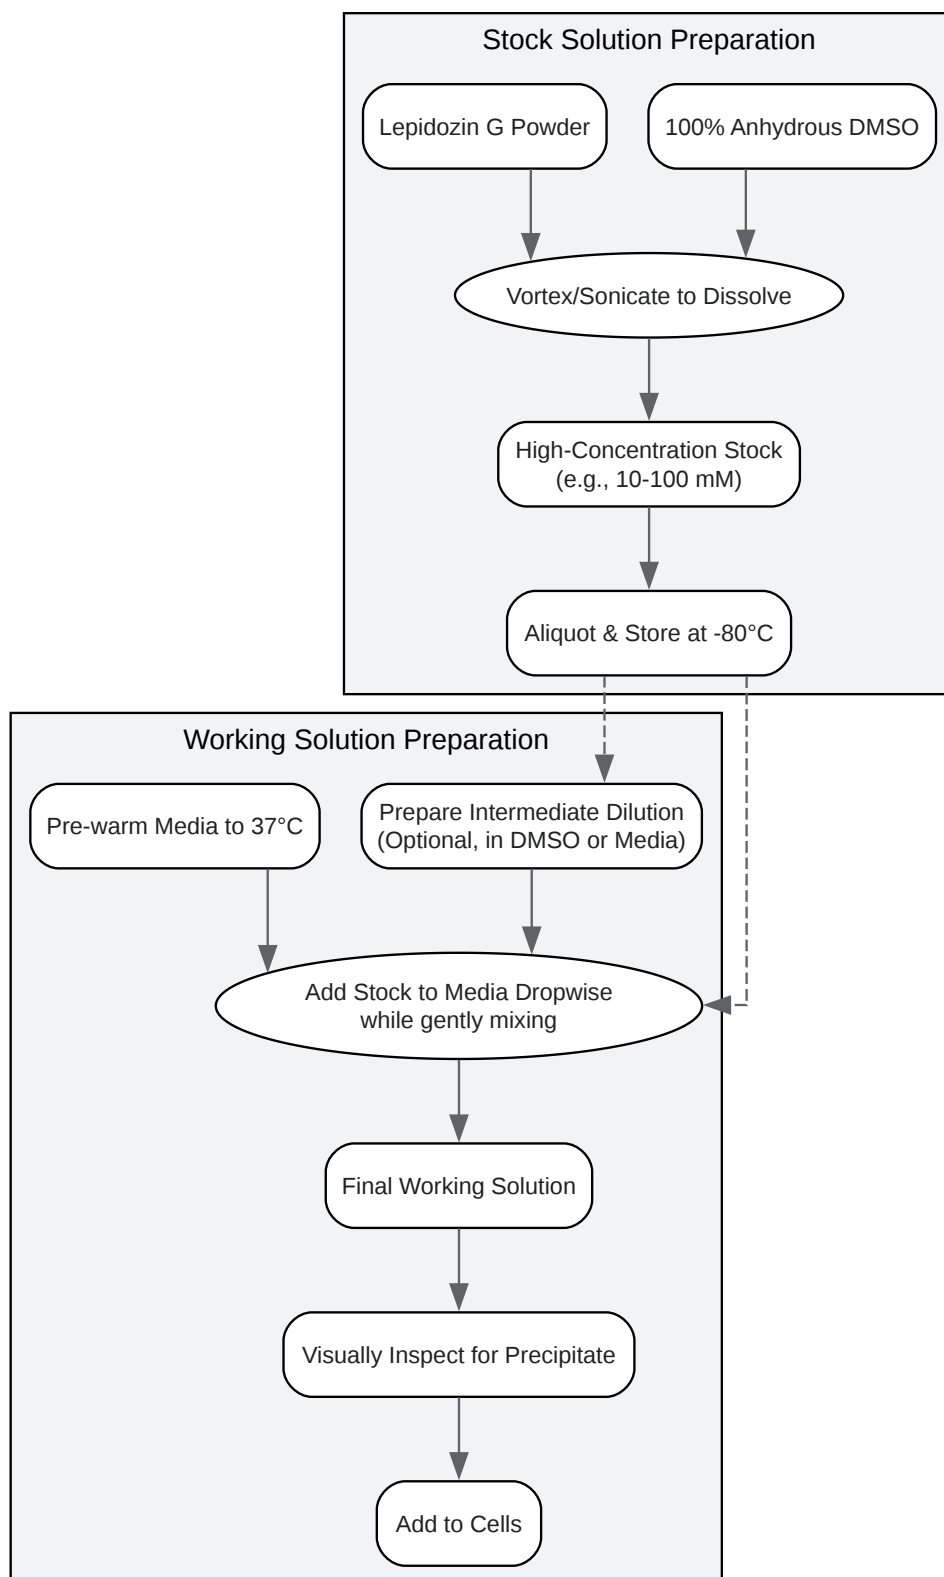 Stock Solution Preparation
Lepidozin G Powder
100% Anhydrous DMSO
Vortex/Sonicate to Dissolve
High-Concentration Stock
(e.g., 10-100 mM)
Aliquot & Store at -80°C
Working Solution Preparation
Pre-warm Media to 37°C
Prepare Intermediate Dilution
(Optional, in DMSO or Media)
Add Stock to Media Dropwise
while gently mixing
Final Working Solution
Visually Inspect for Precipitate
Add to Cells